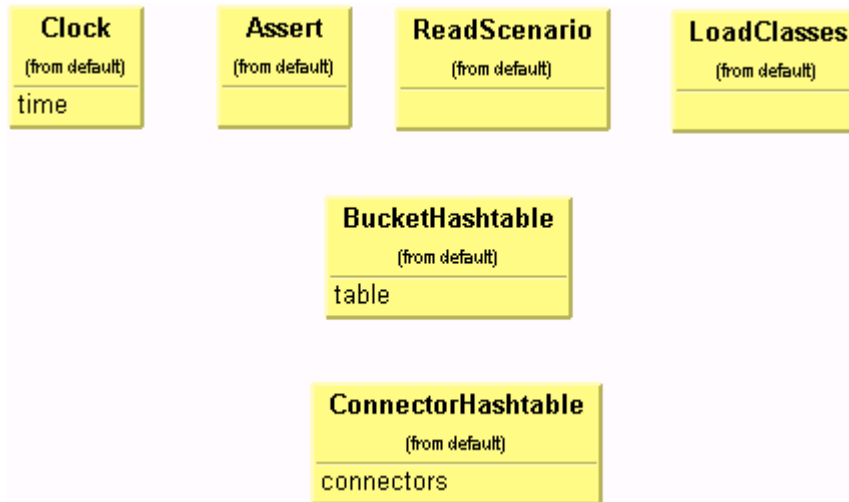 Clock
(from default)
time
Assert
(from default)
ReadScenario
(from default)
LoadClasses
(from default)
BucketHashtable
(from default)
table
ConnectorHashtable
(from default)
connectors